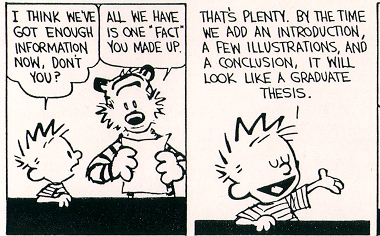 I THINK WE'VE
GOT ENOUGH
INFORMATION
NOW, DON'T
YOU?
ALL WE HAVE
IS ONE "FACT"
YOU MADE UP.
THAT'S PLENTY. BY THE TIME
WE ADD AN INTRODUCTION,
A FEW ILLUSTRATIONS, AND
A CONCLUSION, IT WILL
LOOK LIKE A GRADUATE
THESIS.